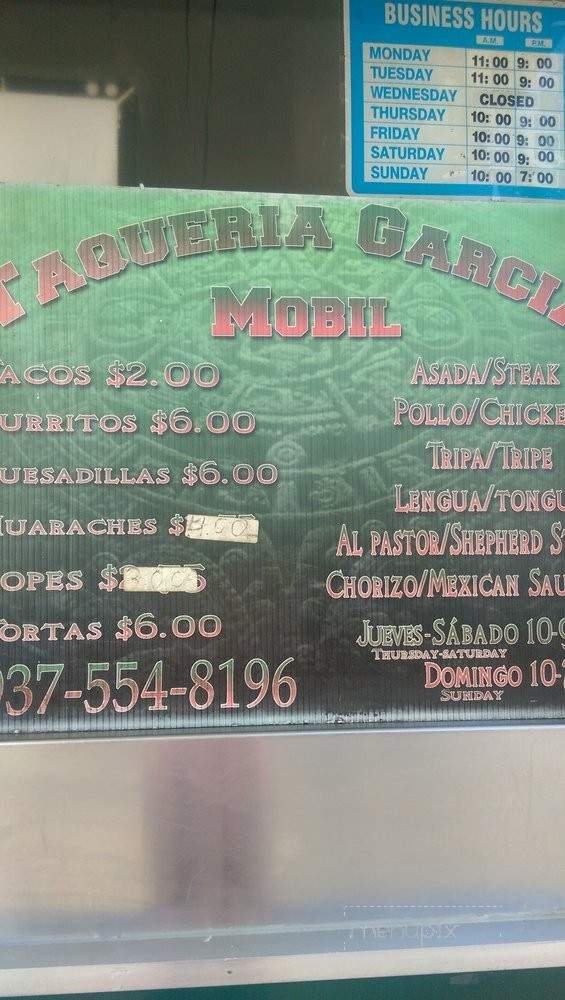 BUSINESS HOURS
A.M. P.M.
MONDAY 11:00 9:00
TUESDAY 11:00 9:00
WEDNESDAY CLOSED
THURSDAY 10:00 9:00
FRIDAY 10:00 9:00
SATURDAY 10:00 9:00
SUNDAY 10:00 7:00
TAQUERIA GARCIA
MOBIL
ACOS $2.00
URRITOS $6.00
UESADILLAS $6.00
UARACHES $
OPES $
ORTAS $6.00
937-554-8196
ASADA/STEAK
POLLO/CHICKE
TRIPA/TRIPE
LENGUA/TONGU
AL PASTOR/SHEPHERD S
CHORIZO/MEXICAN SAU
JUEVES-SÁBADO 10-9
THURSDAY-SATURDAY
DOMINGO 10-
SUNDAY
menupix